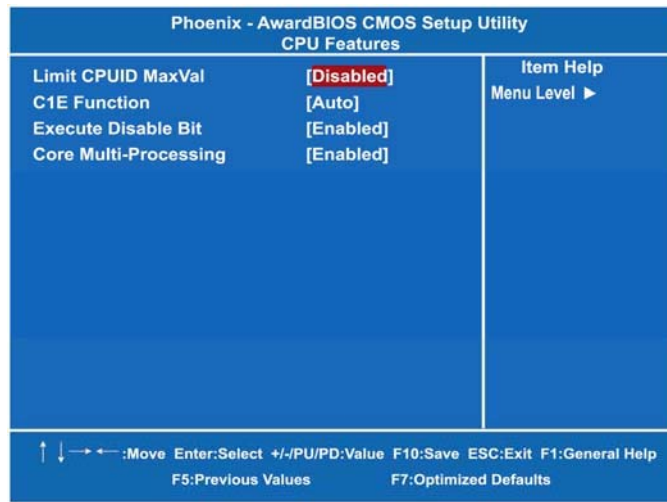 Phoenix - AwardBIOS CMOS Setup Utility
CPU Features
Limit CPUID MaxVal [Disabled]
C1E Function [Auto]
Execute Disable Bit [Enabled]
Core Multi-Processing [Enabled]
Item Help
Menu Level ►
↑ ↓ → ← :Move Enter:Select +/-/PU/PD:Value F10:Save ESC:Exit F1:General Help
F5:Previous Values F7:Optimized Defaults